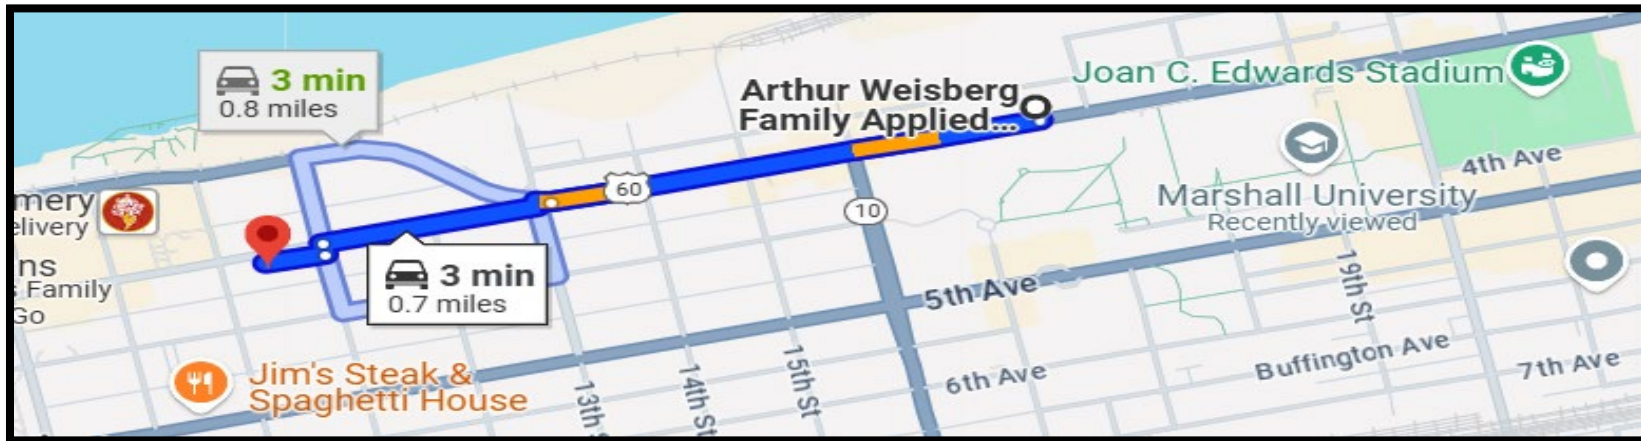 3 min
0.8 miles
Arthur Weisberg
Family Applied...
Joan C. Edwards Stadium
60
10
4th Ave
Marshall University
Recently viewed
mery
elivery
ns
s Family
Go
3 min
0.7 miles
5th Ave
19th St
Jim's Steak &
Spaghetti House
13th S
14th St
15th St
6th Ave
Buffington Ave
7th Ave